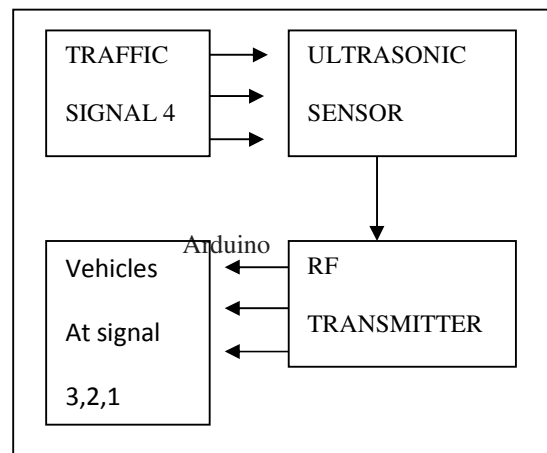 TRAFFIC
SIGNAL 4
ULTRASONIC
SENSOR
Arduino
Vehicles
At signal
3,2,1
RF
TRANSMITTER